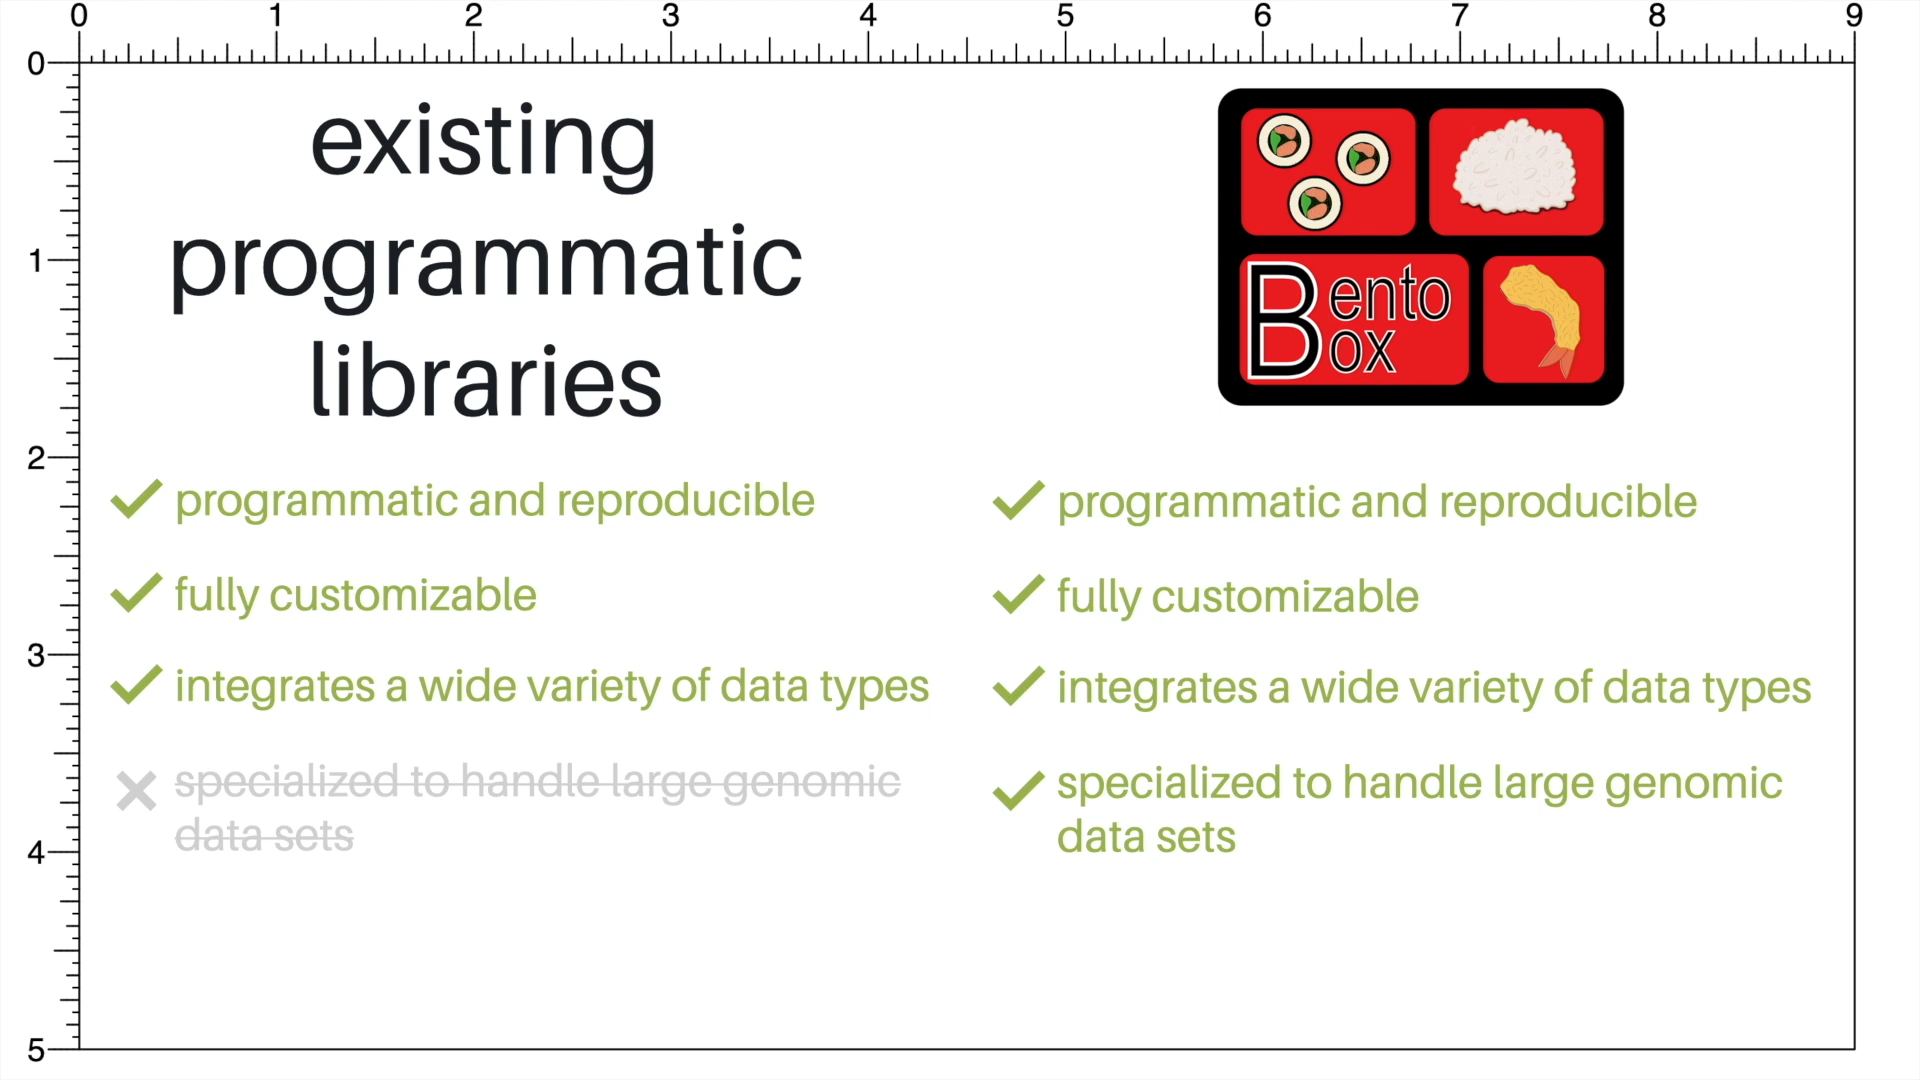 0 1 2 3 4 5 6 7 8 9
0
1
2
3
4
5
existing
programmatic
libraries
programmatic and reproducible
fully customizable
integrates a wide variety of data types
specialized to handle large genomic
data sets
Bento
Box
programmatic and reproducible
fully customizable
integrates a wide variety of data types
specialized to handle large genomic
data sets